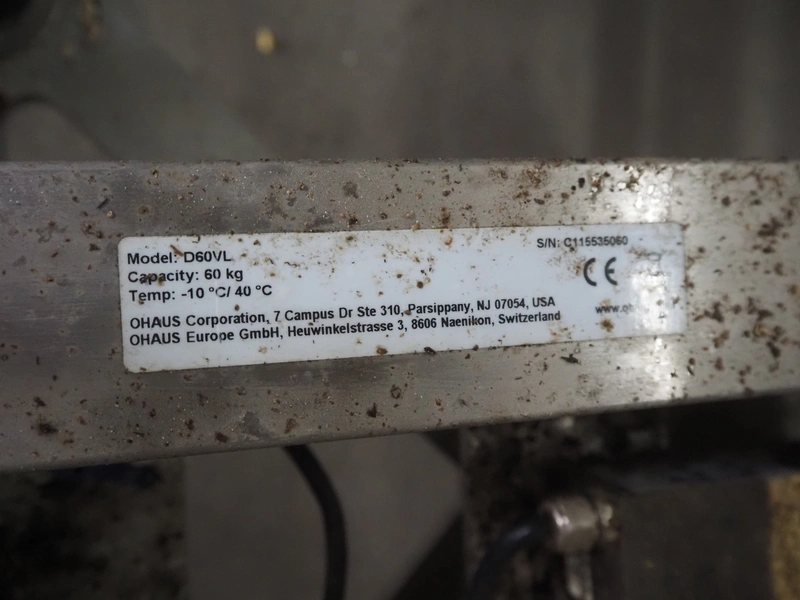 Model: D60VL
Capacity: 60 kg
Temp: -10 °C/ 40 °C
S/N: C115535060
CE
OHAUS Corporation, 7 Campus Dr Ste 310, Parsippany, NJ 07054, USA
OHAUS Europe GmbH, Heuwinkelstrasse 3, 8606 Naenikon, Switzerland